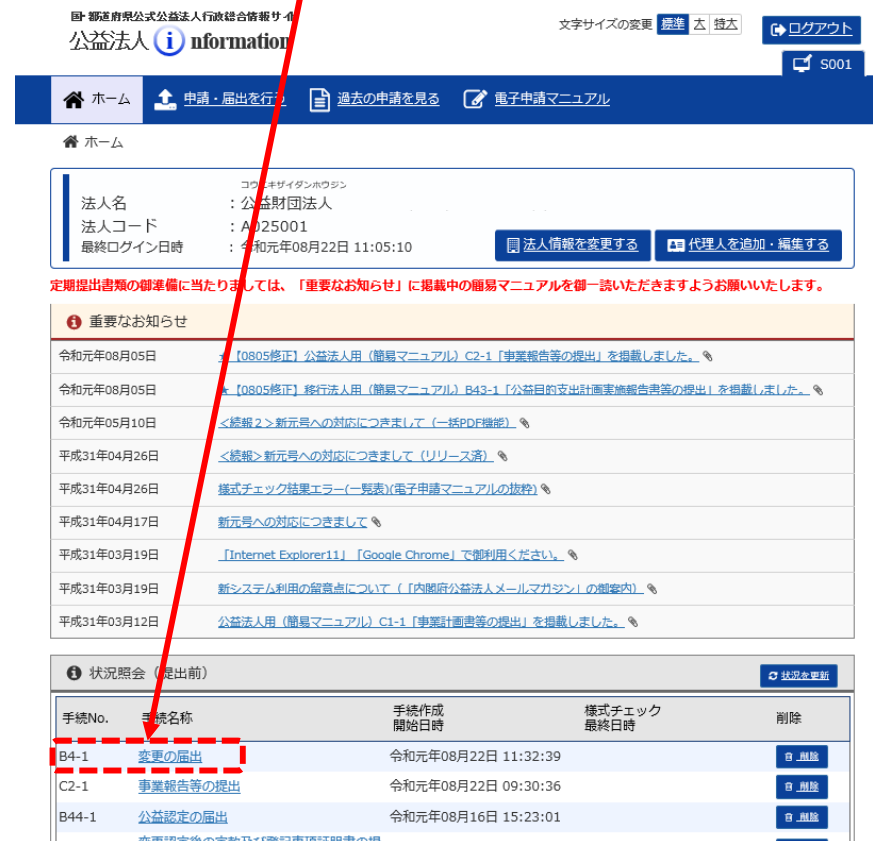 国・都道府県公式公益法人行政総合情報サイ
公益法人 information
文字サイズの変更 標準 大 特大
ログアウト
S001
ホーム
申請・届出を行う
過去の申請を見る
電子申請マニュアル
ホーム
法人名 :公益財団法人
法人コード :A025001
最終ログイン日時 :令和元年08月22日 11:05:10
法人情報を変更する
代理人を追加・編集する
定期提出書類の御準備に当たりましては、「重要なお知らせ」に掲載中の簡易マニュアルを御一読いただきますようお願いいたします。
重要なお知らせ
令和元年08月05日 ★【0805修正】公益法人用(簡易マニュアル)C2-1「事業報告等の提出」を掲載しました。
令和元年08月05日 ★【0805修正】移行法人用(簡易マニュアル)B43-1「公益目的支出計画実施報告書等の提出」を掲載しました。
令和元年05月10日 <続報2>新元号への対応につきまして(一括PDF機能)
平成31年04月26日 <続報>新元号への対応につきまして(リリース済)
平成31年04月26日 様式チェック結果エラー(一覧表)(電子申請マニュアルの抜粋)
平成31年04月17日 新元号への対応につきまして
平成31年03月19日 「Internet Explorer11」「Google Chrome」で御利用ください。
平成31年03月19日 新システム利用の留意点について(「内閣府公益法人メールマガジン」の御案内)
平成31年03月12日 公益法人用(簡易マニュアル)C1-1「事業計画書等の提出」を掲載しました。
状況照会(提出前)
状況を更新
手続No. 手続名称 手続作成開始日時 様式チェック最終日時 削除
B4-1 変更の届出 令和元年08月22日 11:32:39 削除
C2-1 事業報告等の提出 令和元年08月22日 09:30:36 削除
B44-1 公益認定の届出 令和元年08月16日 15:23:01 削除